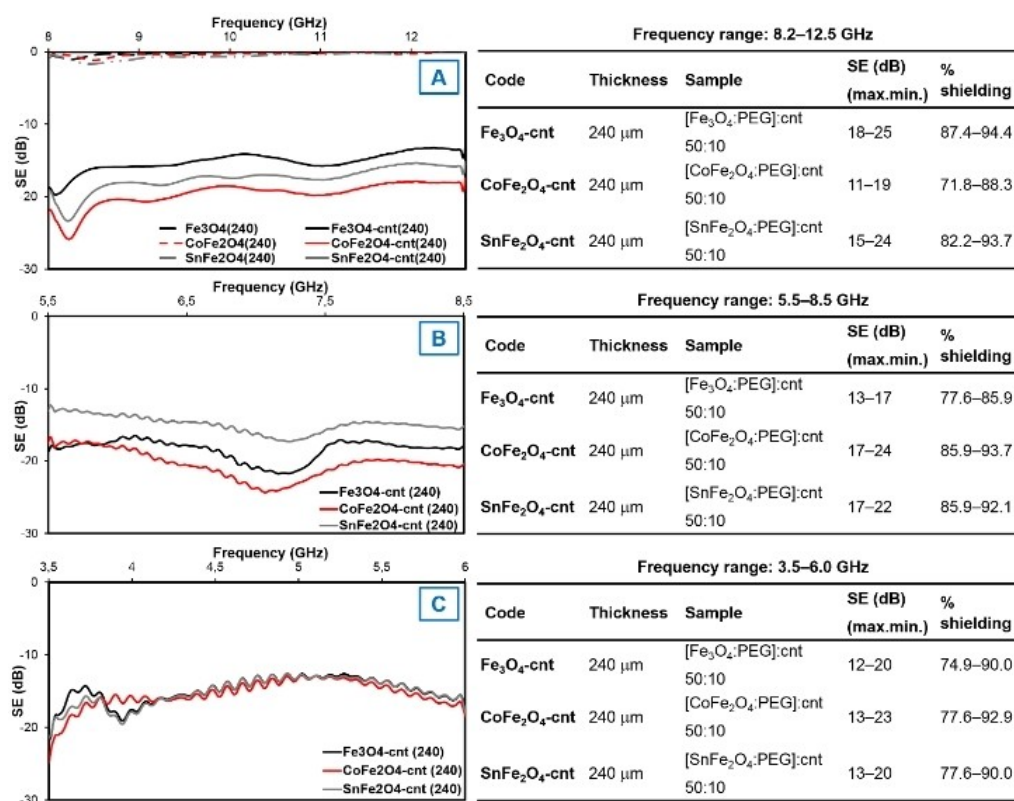 Frequency (GHz)
8 9 10 11 12
0
-10
20
-30
SE (dB)
A
Fe3O4(240) Fe3O4-cnt(240)
CoFe2O4(240) CoFe2O4-cnt(240)
SnFe2O4(240) SnFe2O4-cnt(240)
Frequency range: 8.2–12.5 GHz
Code Thickness Sample SE (dB) (max.min.) % shielding
Fe₃O₄-cnt 240 µm [Fe₃O₄:PEG]:cnt 50:10 18–25 87.4–94.4
CoFe₂O₄-cnt 240 µm [CoFe₂O₄:PEG]:cnt 50:10 11–19 71.8–88.3
SnFe₂O₄-cnt 240 µm [SnFe₂O₄:PEG]:cnt 50:10 15–24 82.2–93.7
Frequency (GHz)
5,5 6,5 7,5 8,5
0
-10
-20
-30
SE (dB)
B
Fe3O4-cnt (240)
CoFe2O4-cnt (240)
SnFe2O4-cnt (240)
Frequency range: 5.5–8.5 GHz
Code Thickness Sample SE (dB) (max.min.) % shielding
Fe₃O₄-cnt 240 µm [Fe₃O₄:PEG]:cnt 50:10 13–17 77.6–85.9
CoFe₂O₄-cnt 240 µm [CoFe₂O₄:PEG]:cnt 50:10 17–24 85.9–93.7
SnFe₂O₄-cnt 240 µm [SnFe₂O₄:PEG]:cnt 50:10 17–22 85.9–92.1
Frequency (GHz)
3,5 4 4,5 5 5,5 6
0
-10
-20
-30
SE (dB)
C
Fe3O4-cnt (240)
CoFe2O4-cnt (240)
SnFe2O4-cnt (240)
Frequency range: 3.5–6.0 GHz
Code Thickness Sample SE (dB) (max.min.) % shielding
Fe₃O₄-cnt 240 µm [Fe₃O₄:PEG]:cnt 50:10 12–20 74.9–90.0
CoFe₂O₄-cnt 240 µm [CoFe₂O₄:PEG]:cnt 50:10 13–23 77.6–92.9
SnFe₂O₄-cnt 240 µm [SnFe₂O₄:PEG]:cnt 50:10 13–20 77.6–90.0